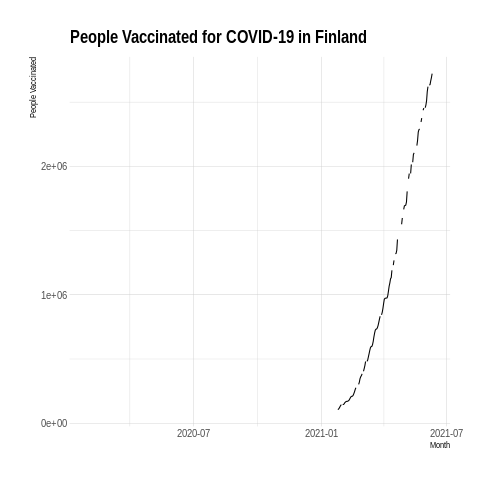 People Vaccinated for COVID-19 in Finland
People Vaccinated
2e+06
1e+06
0e+00
2020-07
2021-01
2021-07
Month